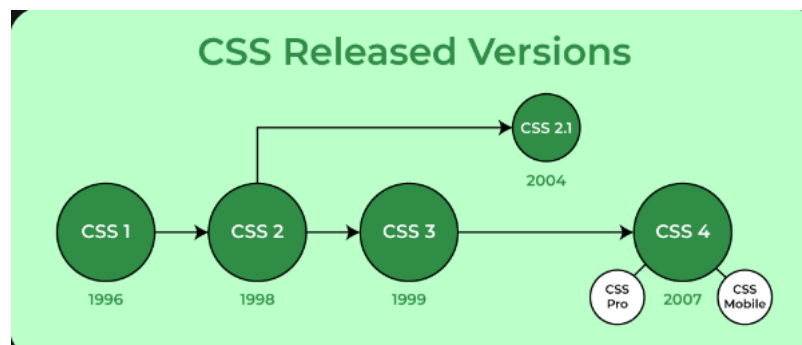 CSS Released Versions
CSS 2.1
2004
CSS 1
CSS 2
CSS 3
CSS 4
1996
1998
1999
CSS
Pro
2007
CSS
Mobile